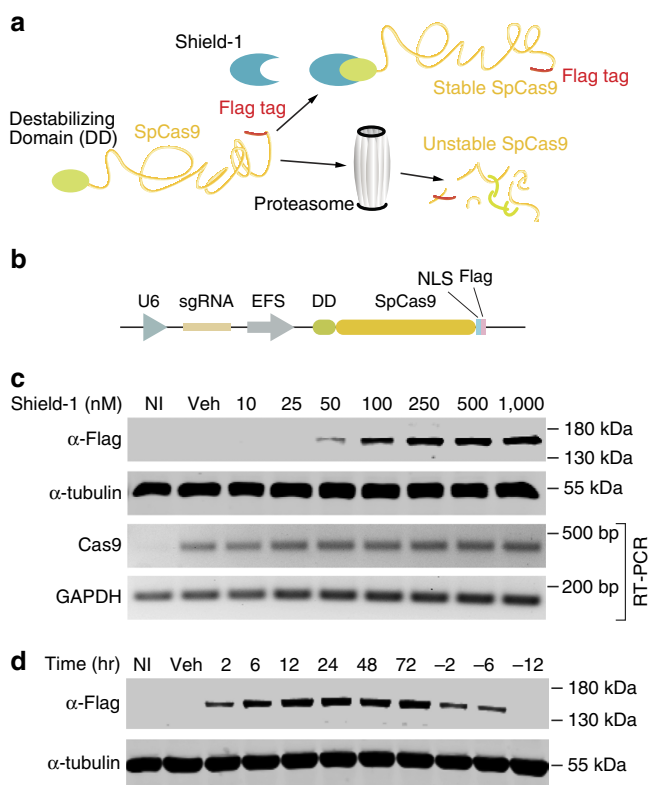 a
Shield-1
Flag tag
Stable SpCas9
Flag tag
Destabilizing
Domain (DD)
SpCas9
Unstable SpCas9
Proteasome
b
U6 sgRNA EFS DD SpCas9 NLS Flag
c
Shield-1 (nM) NI Veh 10 25 50 100 250 500 1,000
α-Flag
180 kDa
130 kDa
α-tubulin
55 kDa
Cas9
500 bp
GAPDH
200 bp
RT-PCR
d
Time (hr) NI Veh 2 6 12 24 48 72 –2 –6 –12
α-Flag
180 kDa
130 kDa
α-tubulin
55 kDa